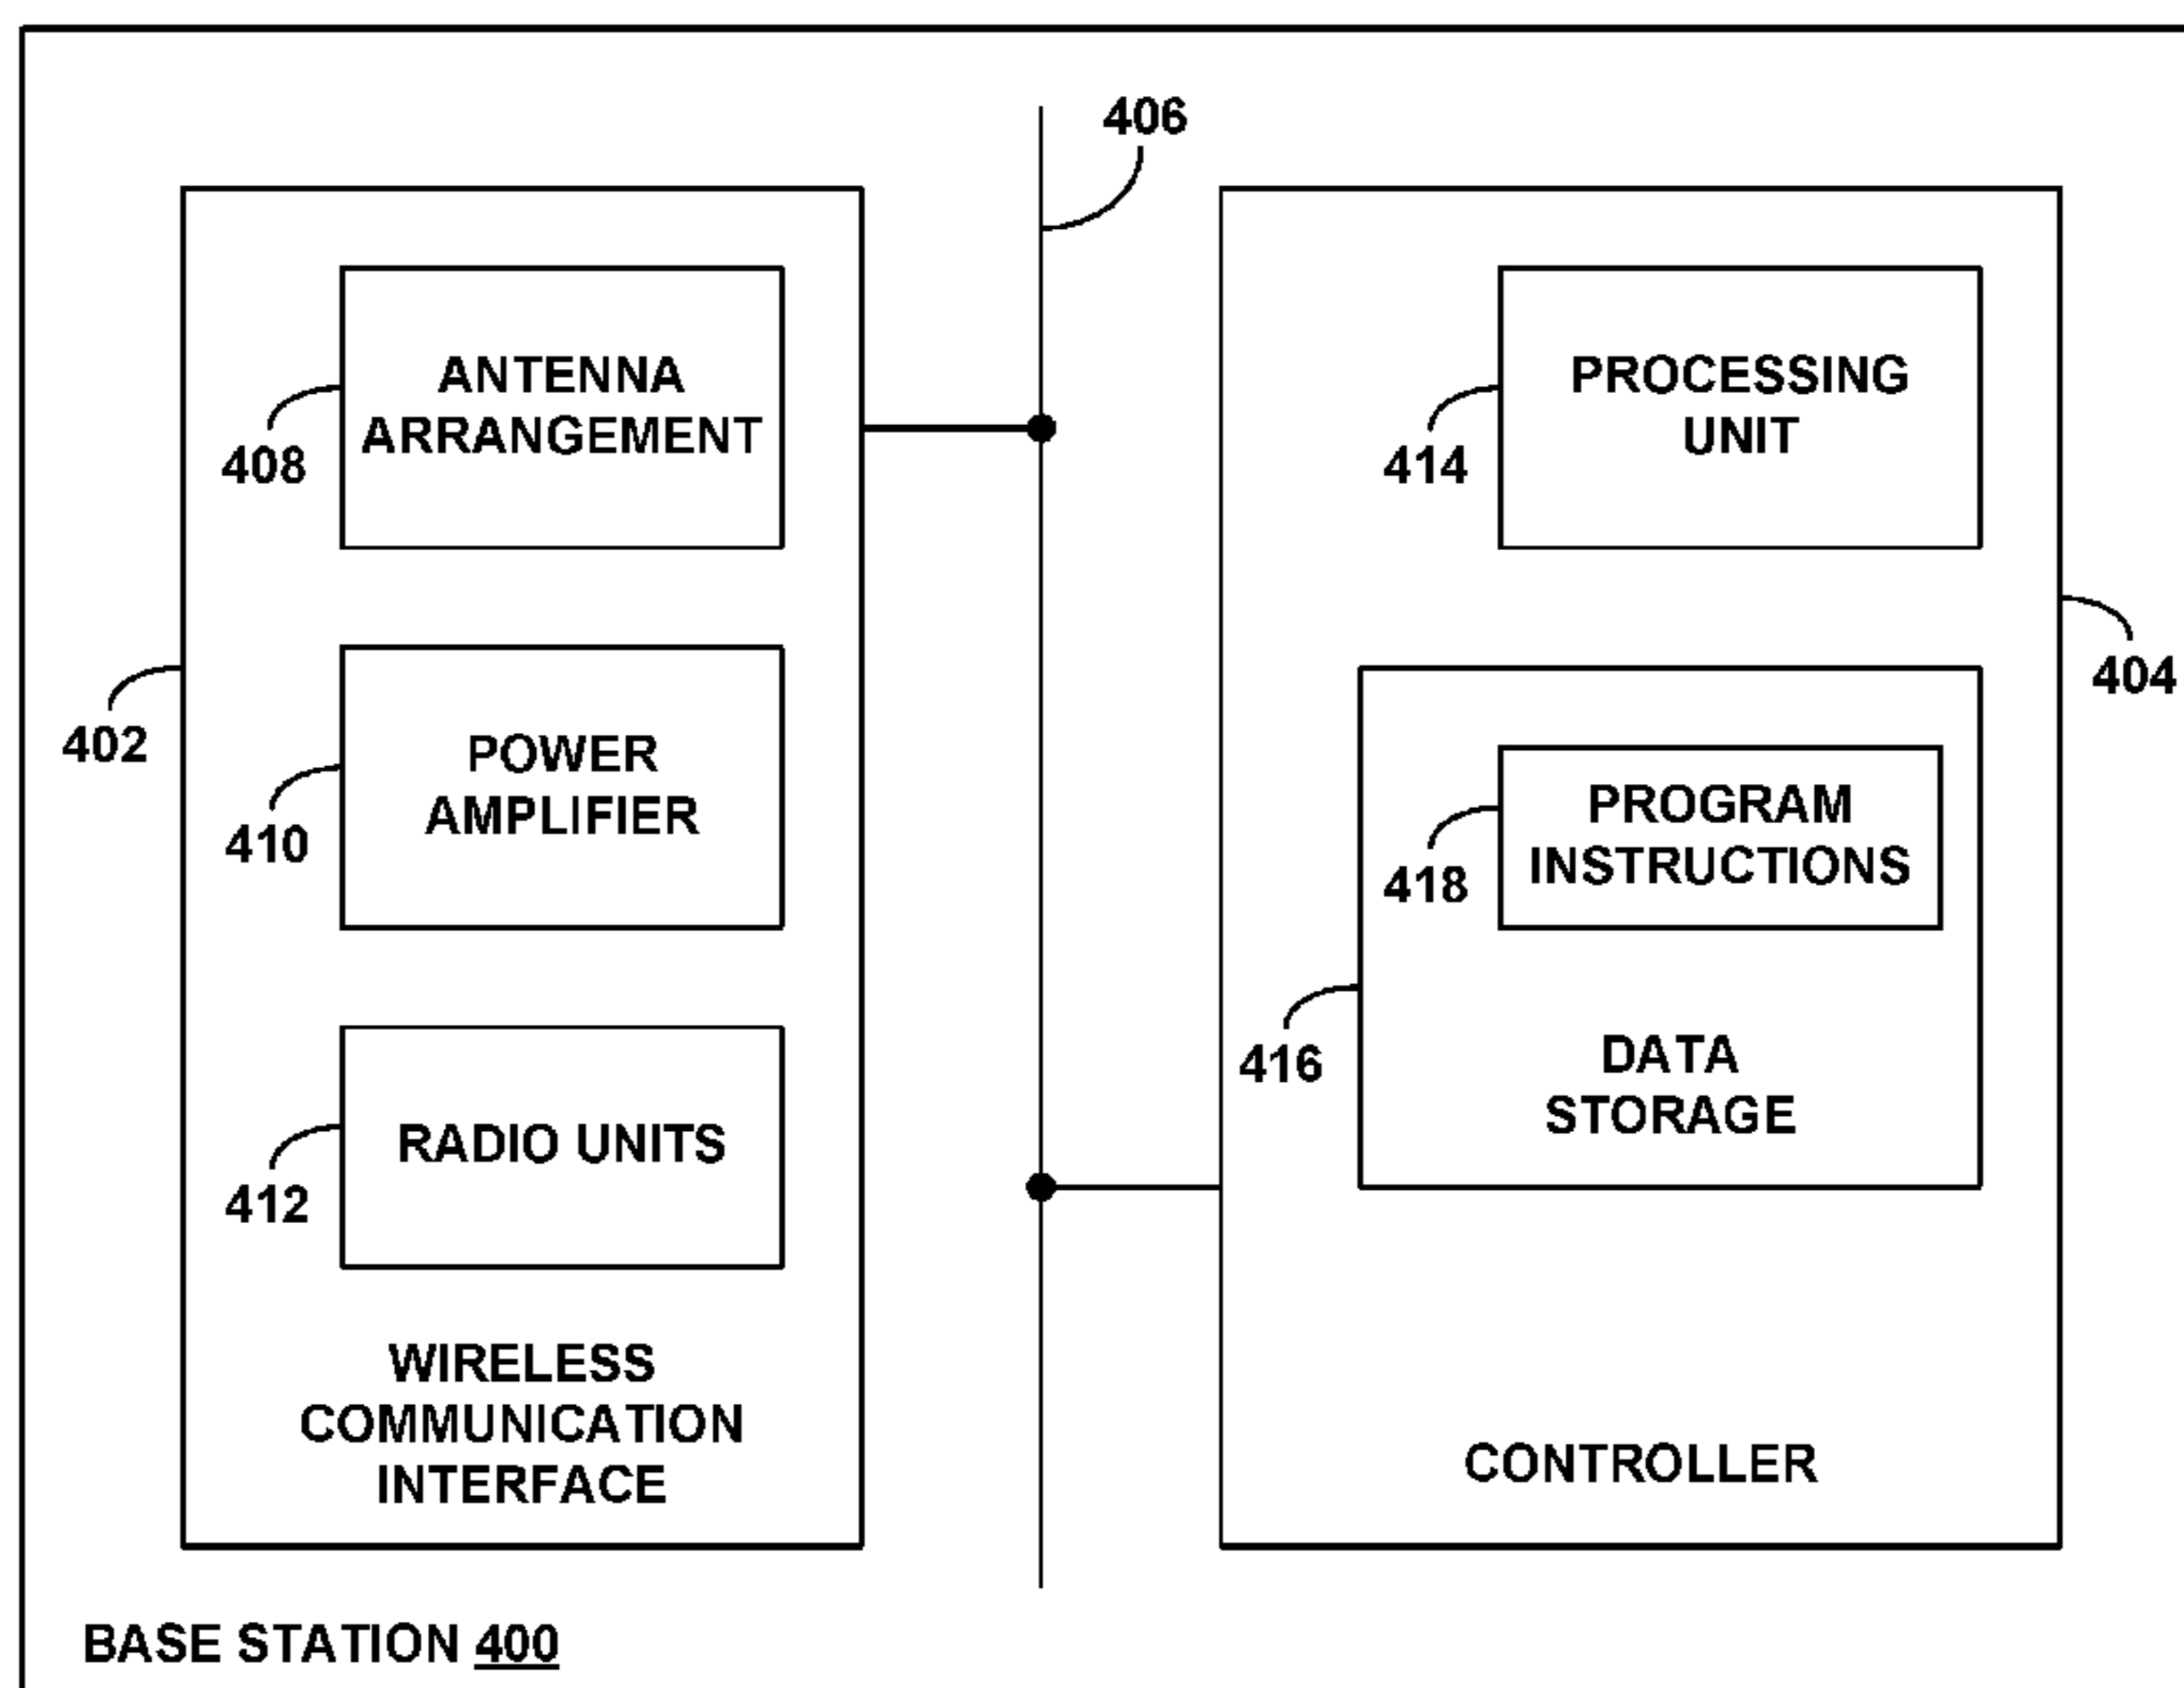 406
ANTENNA
ARRANGEMENT
408
PROCESSING
UNIT
414
404
402
POWER
AMPLIFIER
410
PROGRAM
INSTRUCTIONS
418
416
DATA
STORAGE
RADIO UNITS
412
WIRELESS
COMMUNICATION
INTERFACE
CONTROLLER
BASE STATION 400